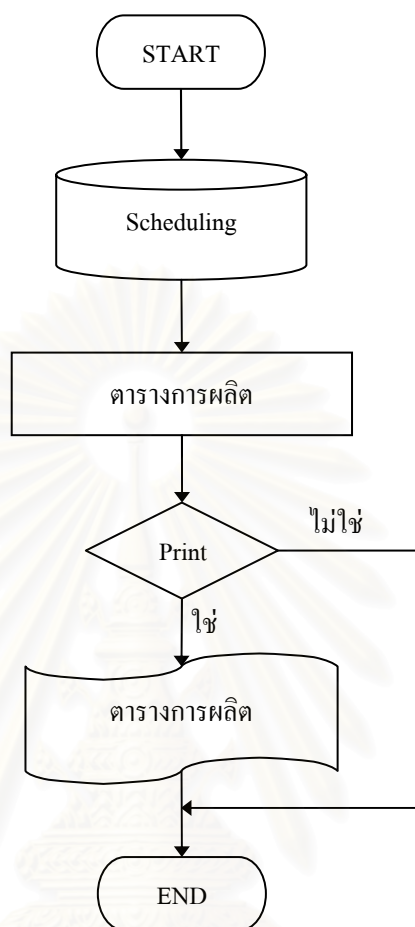 START
Scheduling
ตารางการผลิต
Print
ไม่ใช่
ใช่
ตารางการผลิต
END